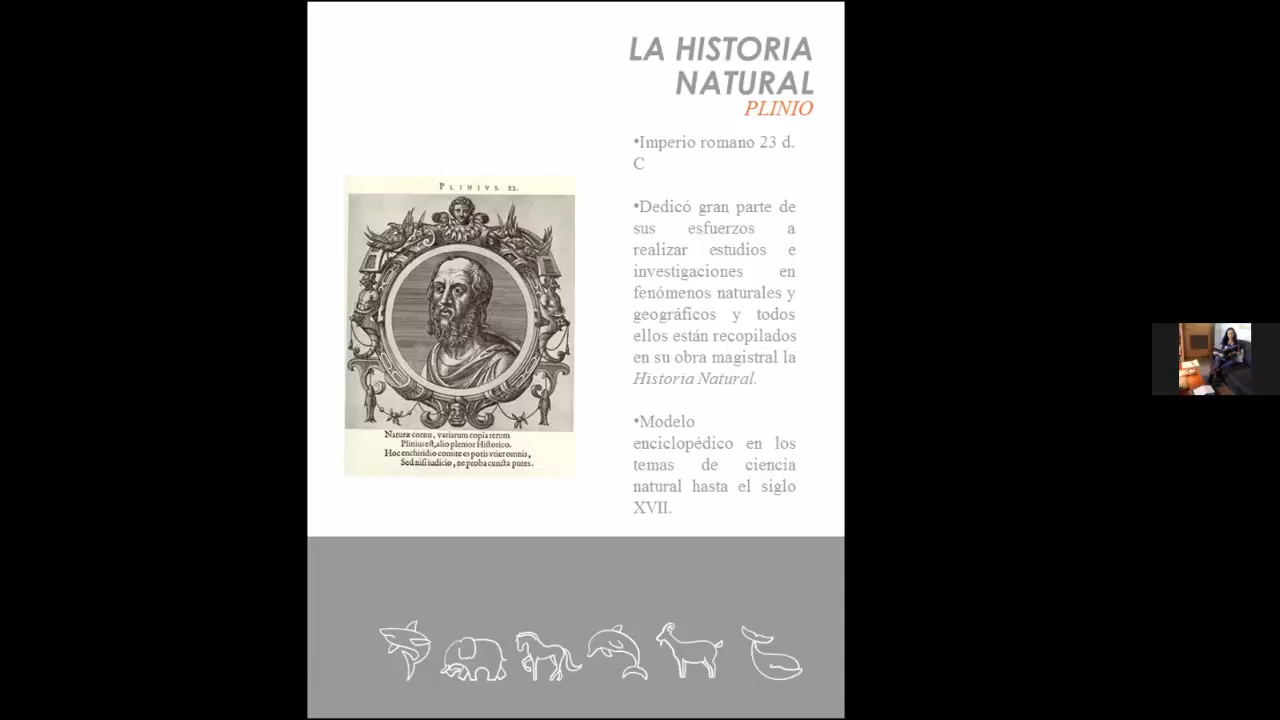 LA HISTORIA
NATURAL
PLINIO
•Imperio romano 23 d.
C
•Dedicó gran parte de
sus esfuerzos a
realizar estudios e
investigaciones en
fenómenos naturales y
geográficos y todos
ellos están recopilados
en su obra magistral la
Historia Natural.
•Modelo
enciclopédico en los
temas de ciencia
natural hasta el siglo
XVII.
PLINIVS. 22.
Naturæ cornu, variarum copia rerum
Plinius est, alio plenior Historico.
Hoc enchiridio comite es potis vtier omnis,
Sed nisi iudicio, ne proba cuncta putes.